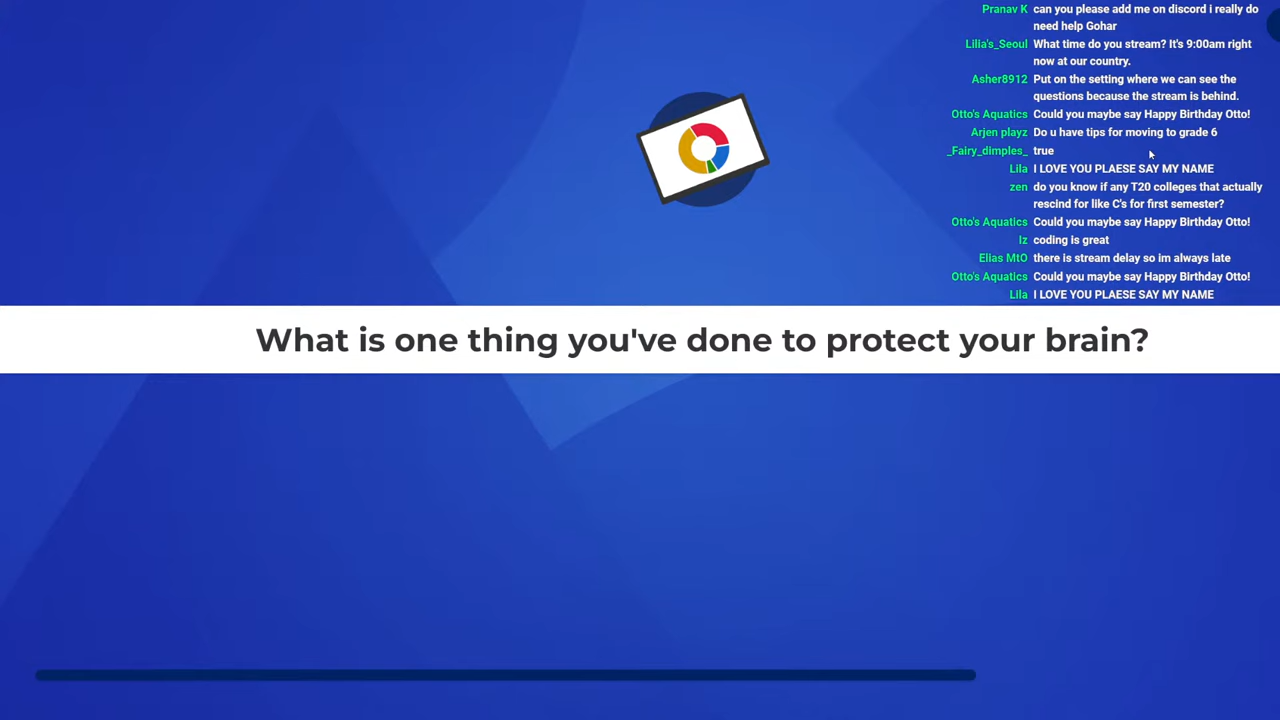 Pranav K can you please add me on discord i really do
need help Gohar
Lilia's_Seoul What time do you stream? It's 9:00am right
now at our country.
Asher8912 Put on the setting where we can see the
questions because the stream is behind.
Otto's Aquatics Could you maybe say Happy Birthday Otto!
Arjen playz Do u have tips for moving to grade 6
_Fairy_dimples_ true
Lila I LOVE YOU PLAESE SAY MY NAME
zen do you know if any T20 colleges that actually
rescind for like C's for first semester?
Otto's Aquatics Could you maybe say Happy Birthday Otto!
Iz coding is great
Elias MtO there is stream delay so im always late
Otto's Aquatics Could you maybe say Happy Birthday Otto!
Lila I LOVE YOU PLAESE SAY MY NAME
What is one thing you've done to protect your brain?